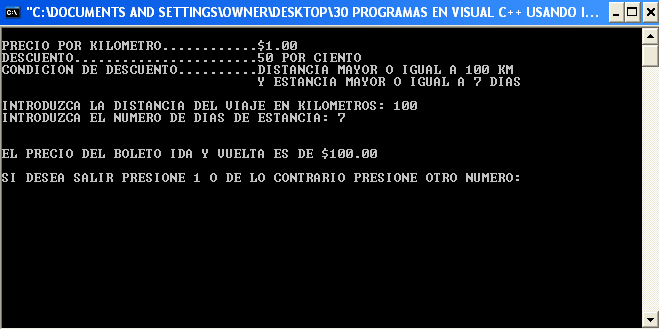 "C:\DOCUMENTS AND SETTINGS\OWNER\DESKTOP\30 PROGRAMAS EN VISUAL C++ USANDO I...
PRECIO POR KILOMETRO............$1.00
DESCUENTO.......................50 POR CIENTO
CONDICION DE DESCUENTO..........DISTANCIA MAYOR O IGUAL A 100 KM
Y ESTANCIA MAYOR O IGUAL A 7 DIAS
INTRODUZCA LA DISTANCIA DEL VIAJE EN KILOMETROS: 100
INTRODUZCA EL NUMERO DE DIAS DE ESTANCIA: 7
EL PRECIO DEL BOLETO IDA Y VUELTA ES DE $100.00
SI DESEA SALIR PRESIONE 1 O DE LO CONTRARIO PRESIONE OTRO NUMERO: